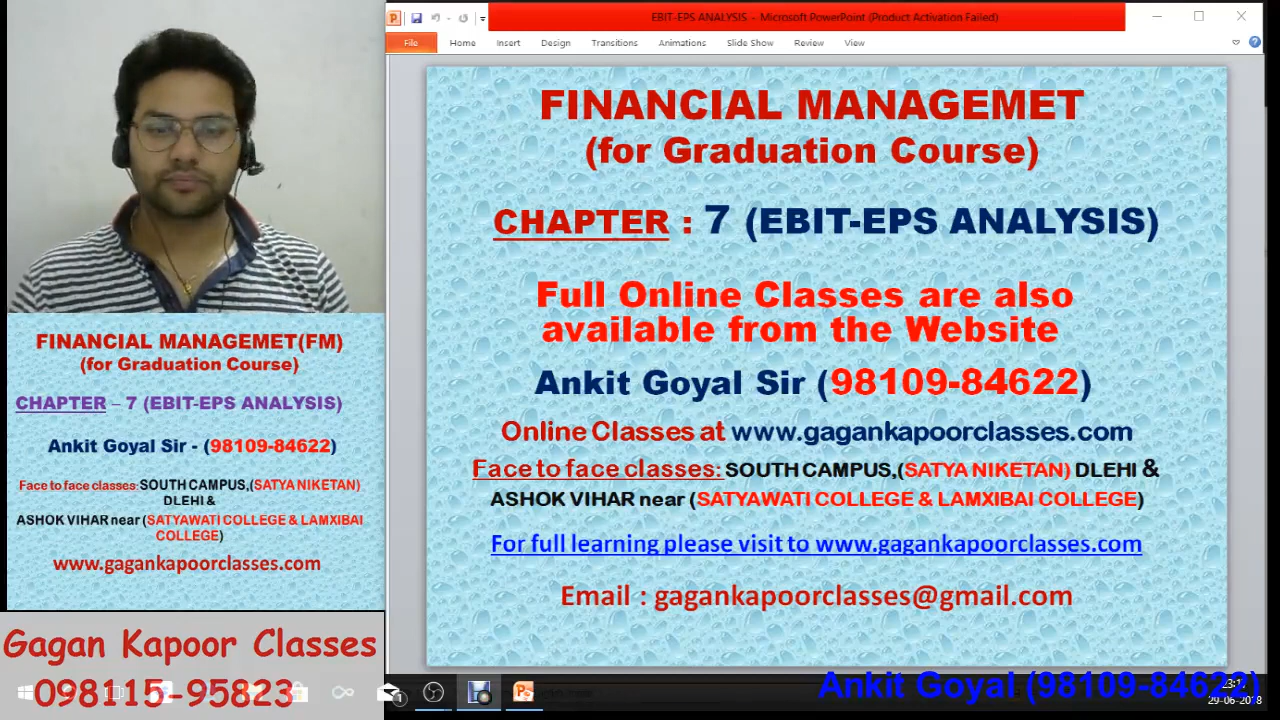 EBIT-EPS ANALYSIS - Microsoft PowerPoint (Product Activation Failed)
File Home Insert Design Transitions Animations Slide Show Review View
FINANCIAL MANAGEMET
(for Graduation Course)
CHAPTER : 7 (EBIT-EPS ANALYSIS)
Full Online Classes are also
available from the Website
Ankit Goyal Sir (98109-84622)
Online Classes at www.gagankapoorclasses.com
Face to face classes: SOUTH CAMPUS,(SATYA NIKETAN) DLEHI &
ASHOK VIHAR near (SATYAWATI COLLEGE & LAMXIBAI COLLEGE)
For full learning please visit to www.gagankapoorclasses.com
Email : gagankapoorclasses@gmail.com
FINANCIAL MANAGEMET(FM)
(for Graduation Course)
CHAPTER – 7 (EBIT-EPS ANALYSIS)
Ankit Goyal Sir - (98109-84622)
Face to face classes: SOUTH CAMPUS,(SATYA NIKETAN)
DLEHI &
ASHOK VIHAR near (SATYAWATI COLLEGE & LAMXIBAI
COLLEGE)
www.gagankapoorclasses.com
Gagan Kapoor Classes
098115-95823
Ankit Goyal (98109-84622)
29-06-2018